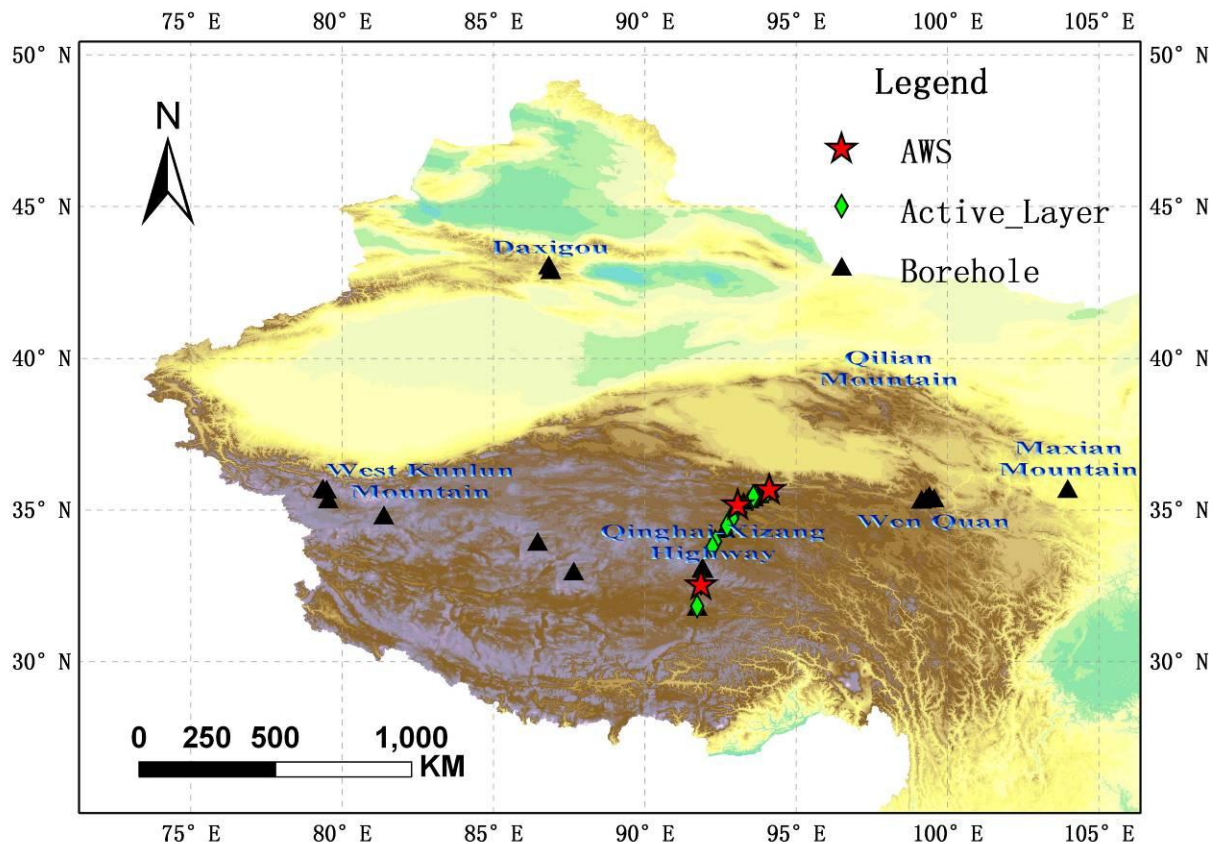 75° E 80° E 85° E 90° E 95° E 100° E 105° E
50° N 50° N
Legend
N
AWS
45° N Active_Layer 45° N
Daxigou
Borehole
40° N 40° N
Qilian
Mountain
Maxian
Mountain
West Kunlun
Mountain
35° N 35° N
Wen Quan
Qinghai Xizang
Highway
30° N 30° N
0 250 500 1,000
KM
75° E 80° E 85° E 90° E 95° E 100° E 105° E